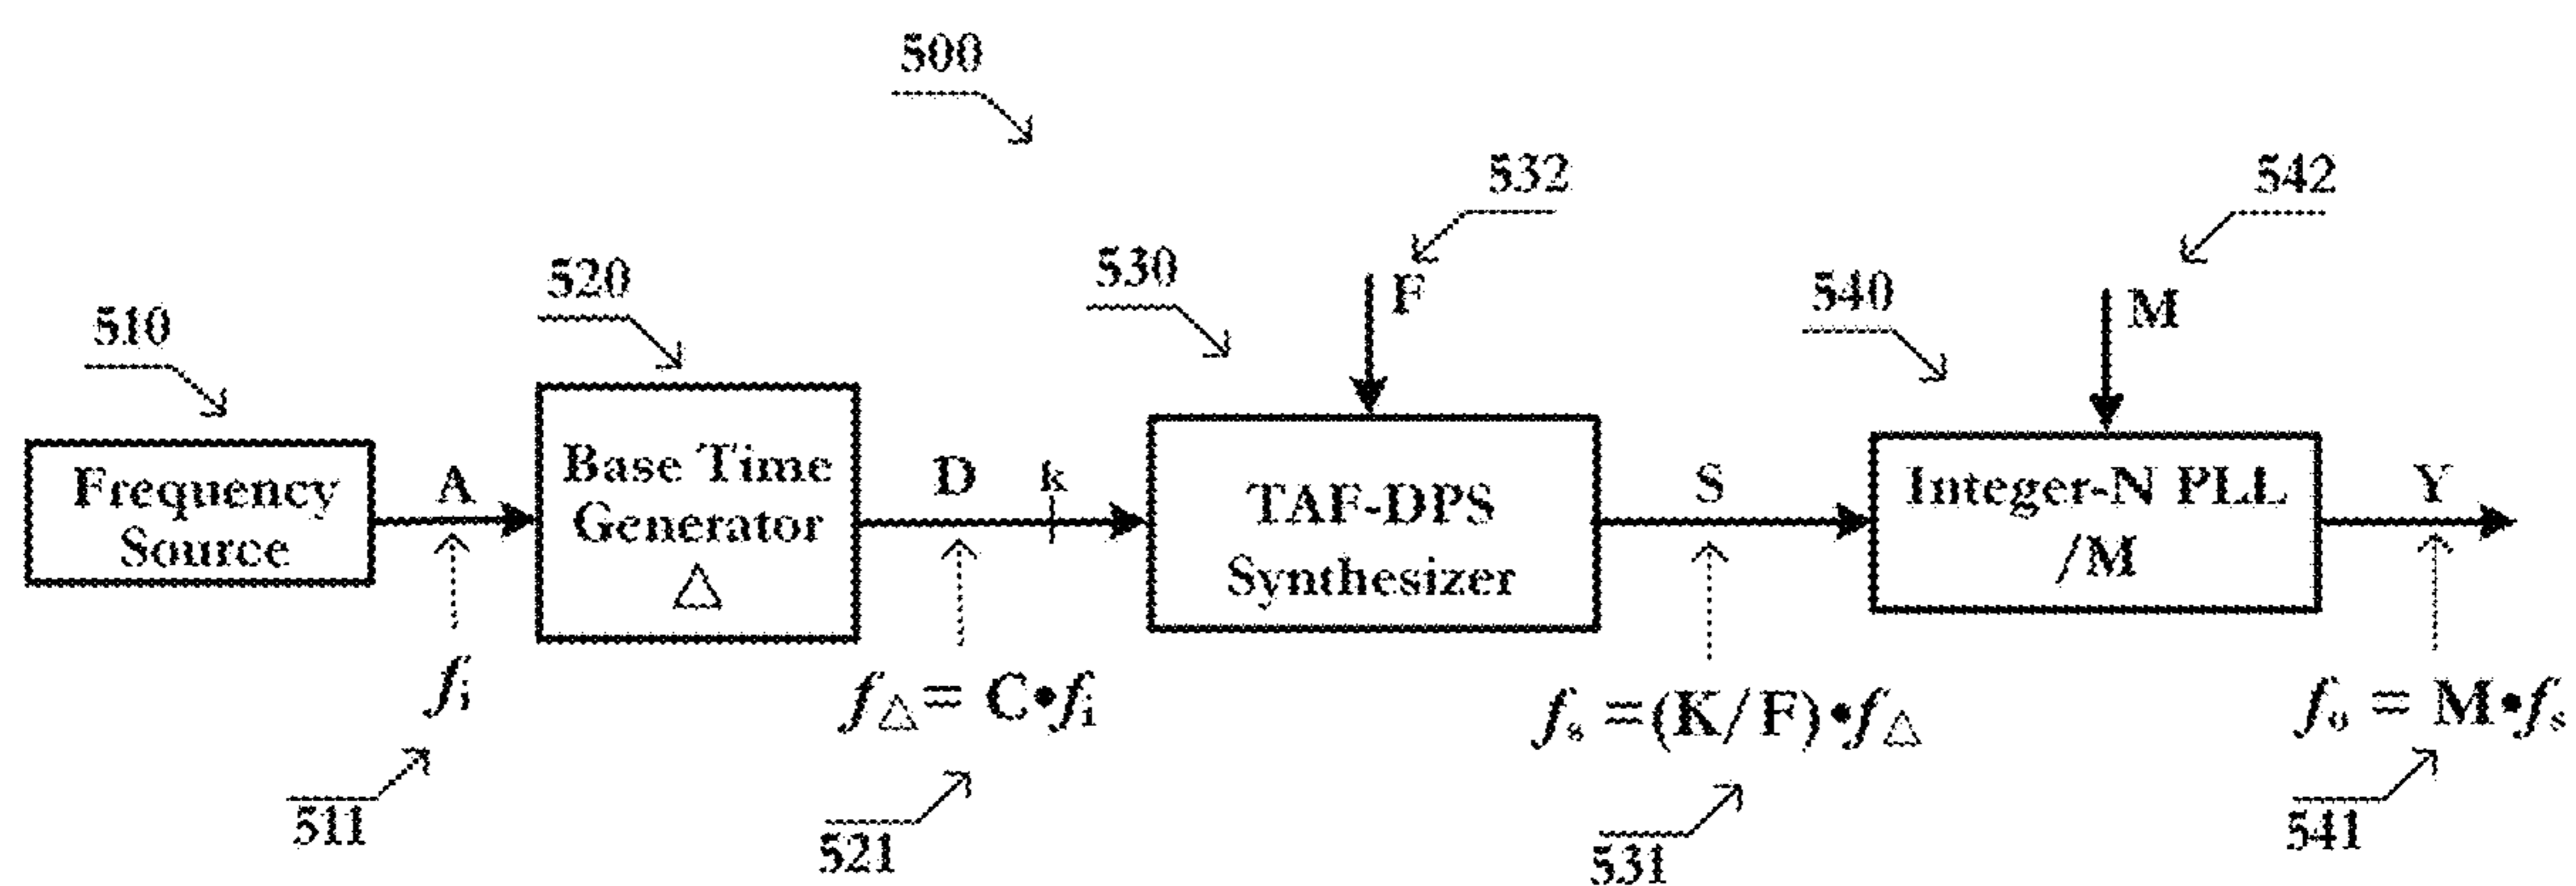 500
532
542
530
F
540
M
520
510
Frequency
Source
A
Base Time
Generator
△
D
k
TAF-DPS
Synthesizer
S
Integer-N PLL
/M
Y
fi
f△= C•fi
fs =(K/F)•f△
fo = M•fs
511
521
531
541